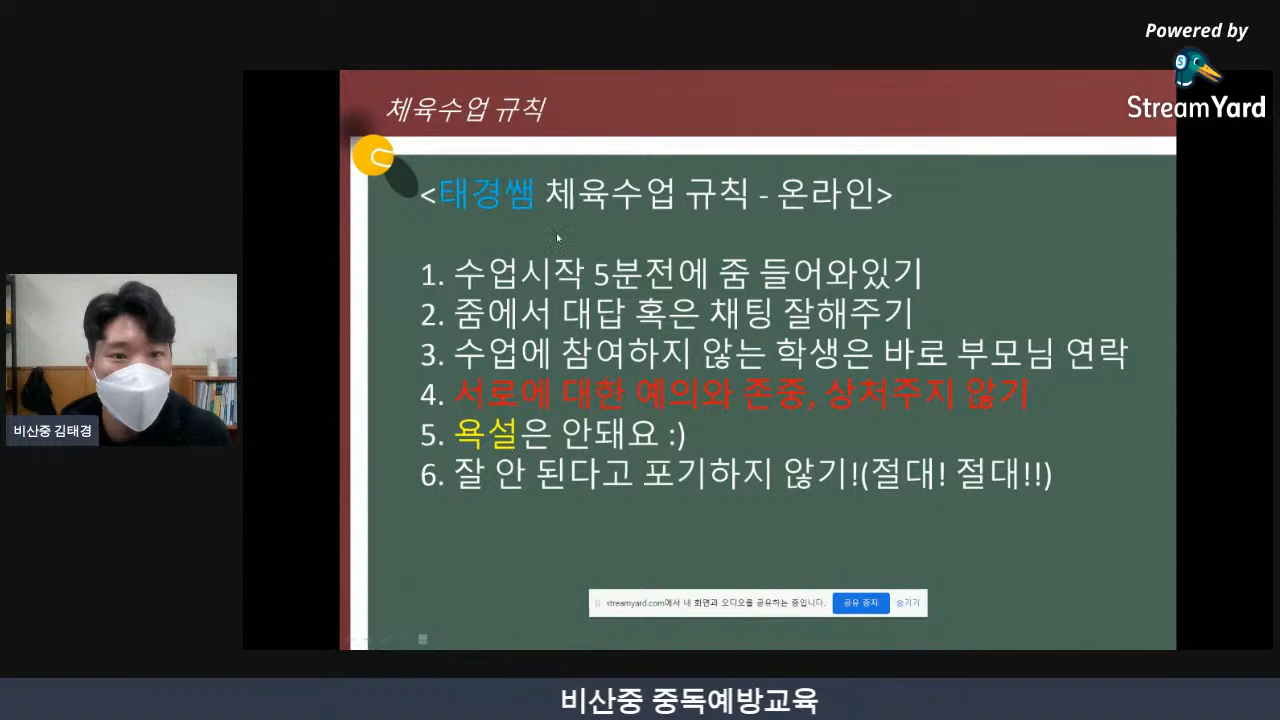 Powered by
StreamYard
체육수업 규칙
<태경쌤 체육수업 규칙 - 온라인>
1. 수업시작 5분전에 줌 들어와있기
2. 줌에서 대답 혹은 채팅 잘해주기
3. 수업에 참여하지 않는 학생은 바로 부모님 연락
4. 서로에 대한 예의와 존중, 상처주지 않기
5. 욕설은 안돼요 :)
6. 잘 안 된다고 포기하지 않기!(절대! 절대!!)
비산중 김태경
streamyard.com에서 내 화면과 오디오를 공유하는 중입니다. 공유 중지 숨기기
비산중 중독예방교육